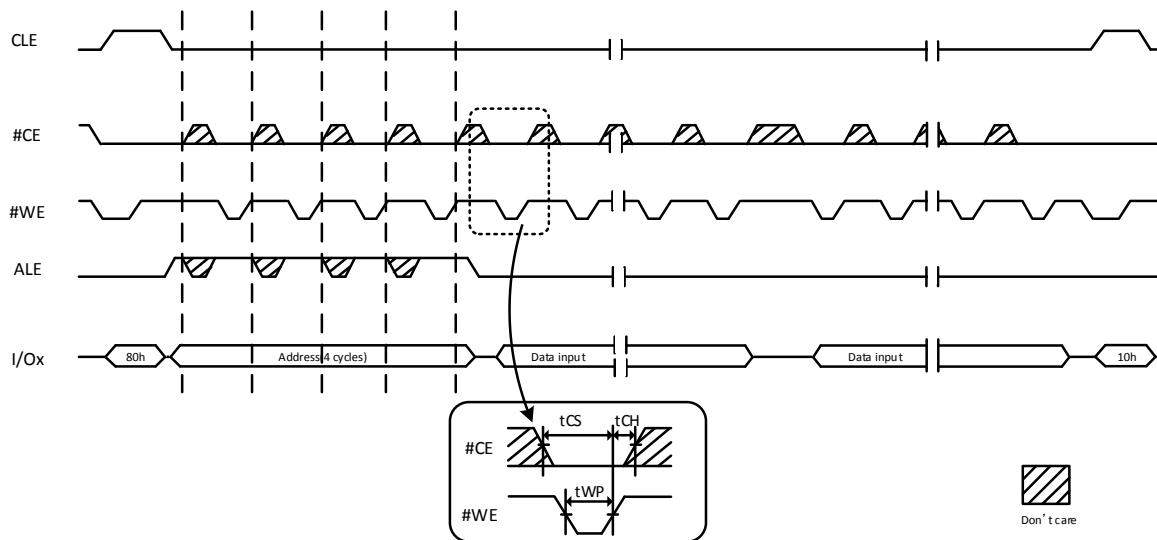 CLE
#CE
#WE
ALE
I/Ox
80h
Address(4 cycles)
Data input
Data input
10h
tCS
tCH
#CE
tWP
#WE
Don't care